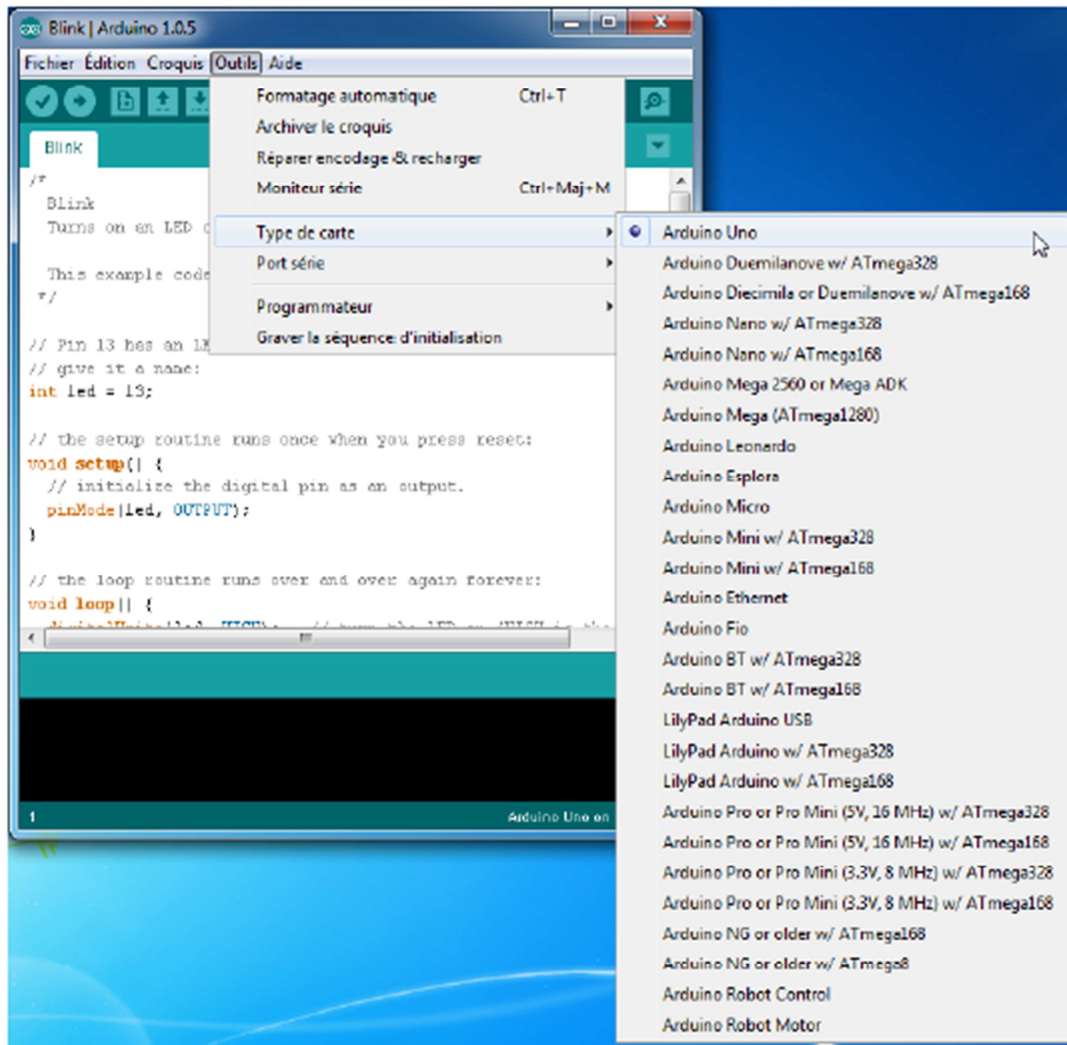 Blink | Arduino 1.0.5
Fichier Édition Croquis Outils Aide
Formatage automatique Ctrl+T
Archiver le croquis
Réparer encodage & recharger
Moniteur série Ctrl+Maj+M
Type de carte
Port série
Programmateur
Graver la séquence d'initialisation
Blink
/*
Blink
Turns on an LED
This example code
*/
// Pin 13 has an
// give it a name:
int led = 13;
// the setup routine runs once when you press reset:
void setup() {
// initialize the digital pin as an output.
pinMode(led, OUTPUT);
}
// the loop routine runs over and over again forever:
void loop() {
1
Arduino Uno on
Arduino Uno
Arduino Duemilanove w/ ATmega328
Arduino Diecimila or Duemilanove w/ ATmega168
Arduino Nano w/ ATmega328
Arduino Nano w/ ATmega168
Arduino Mega 2560 or Mega ADK
Arduino Mega (ATmega1280)
Arduino Leonardo
Arduino Esplora
Arduino Micro
Arduino Mini w/ ATmega328
Arduino Mini w/ ATmega168
Arduino Ethernet
Arduino Fio
Arduino BT w/ ATmega328
Arduino BT w/ ATmega168
LilyPad Arduino USB
LilyPad Arduino w/ ATmega328
LilyPad Arduino w/ ATmega168
Arduino Pro or Pro Mini (5V, 16 MHz) w/ ATmega328
Arduino Pro or Pro Mini (5V, 16 MHz) w/ ATmega168
Arduino Pro or Pro Mini (3.3V, 8 MHz) w/ ATmega328
Arduino Pro or Pro Mini (3.3V, 8 MHz) w/ ATmega168
Arduino NG or older w/ ATmega168
Arduino NG or older w/ ATmega8
Arduino Robot Control
Arduino Robot Motor